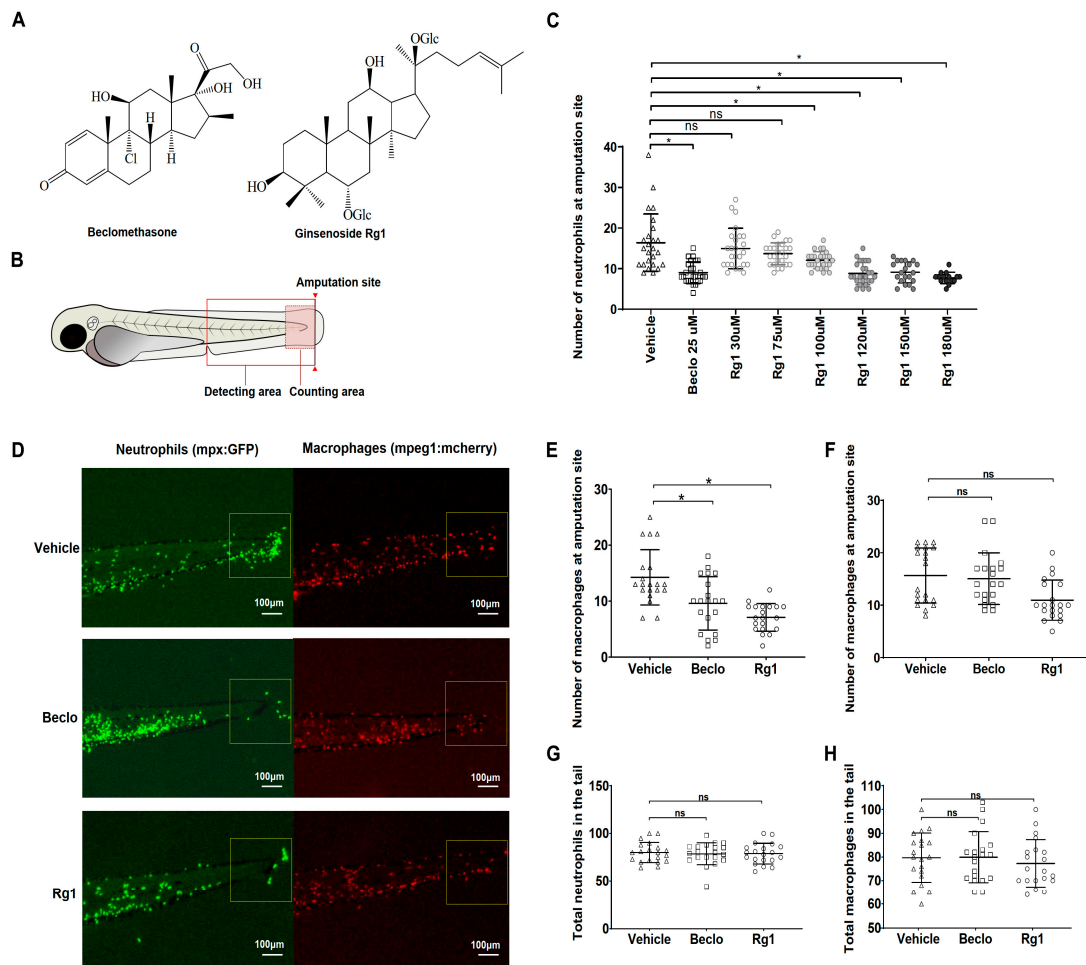 A
O
OH
HO
OH
Cl
H
H
O
Beclomethasone
OGlc
OH
HO
OGlc
Ginsenoside Rg1
B
Amputation site
Detecting area
Counting area
C
Number of neutrophils at amputation site
40
30
20
10
0
*
*
*
*
ns
ns
*
Vehicle
Beclo 25 uM
Rg1 30uM
Rg1 75uM
Rg1 100uM
Rg1 120uM
Rg1 150uM
Rg1 180uM
D
Neutrophils (mpx:GFP)
Macrophages (mpeg1:mcherry)
Vehicle
100μm
100μm
Beclo
100μm
100μm
Rg1
100μm
100μm
E
Number of macrophages at amputation site
30
20
10
0
*
*
Vehicle
Beclo
Rg1
F
Number of macrophages at amputation site
30
20
10
0
ns
ns
Vehicle
Beclo
Rg1
G
Total neutrophils in the tail
150
100
50
0
ns
ns
Vehicle
Beclo
Rg1
H
Total macrophages in the tail
110
100
90
80
70
60
50
ns
ns
Vehicle
Beclo
Rg1